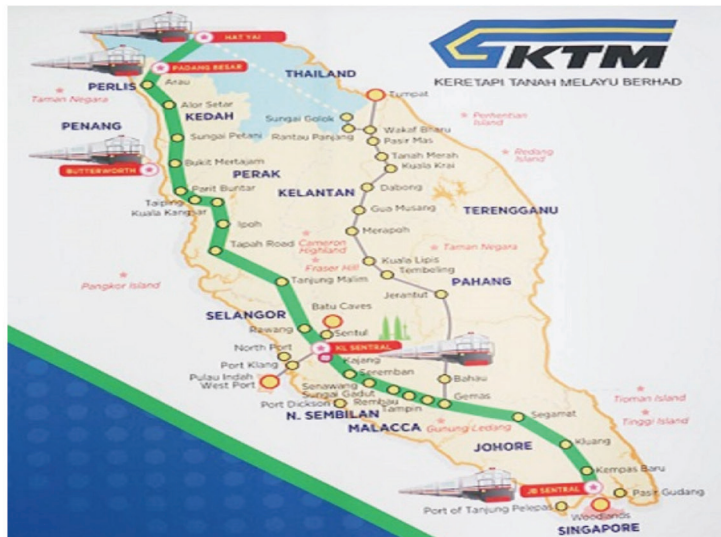 KTM
KERETAPI TANAH MELAYU BERHAD
HAT YAI
PADANG BESAR
THAILAND
Arau
PERLIS
Taman Negara
Tumpat
Alor Setar
KEDAH
Sungai Golok
Perhentian
Island
PENANG
Rantau Panjang
Wakaf Bharu
Sungai Petani
Pasir Mas
Redang
Island
Tanah Merah
Bukit Mertajam
Kuala Krai
BUTTERWORTH
PERAK
KELANTAN
Dabong
Parit Buntar
Taiping
Kuala Kangsar
Gua Musang
TERENGGANU
Ipoh
Merapoh
Cameron
Highland
Taman Negara
Tapah Road
Fraser Hill
Kuala Lipis
Tembeling
Pangkor Island
Tanjung Malim
PAHANG
Jerantut
Batu Caves
SELANGOR
Rawang
Sentul
North Port
KL SENTRAL
Port Klang
Kajang
Pulau Indah
West Port
Seremban
Senawang
Sungai Gadut
Bahau
Port Dickson
Rembau
Tampin
Gemas
Tioman Island
N. SEMBILAN
Segamat
MALACCA
Gunung Ledang
Tinggi Island
JOHORE
Kluang
Kempas Baru
JB SENTRAL
Pasir Gudang
Port of Tanjung Pelepas
Woodlands
SINGAPORE